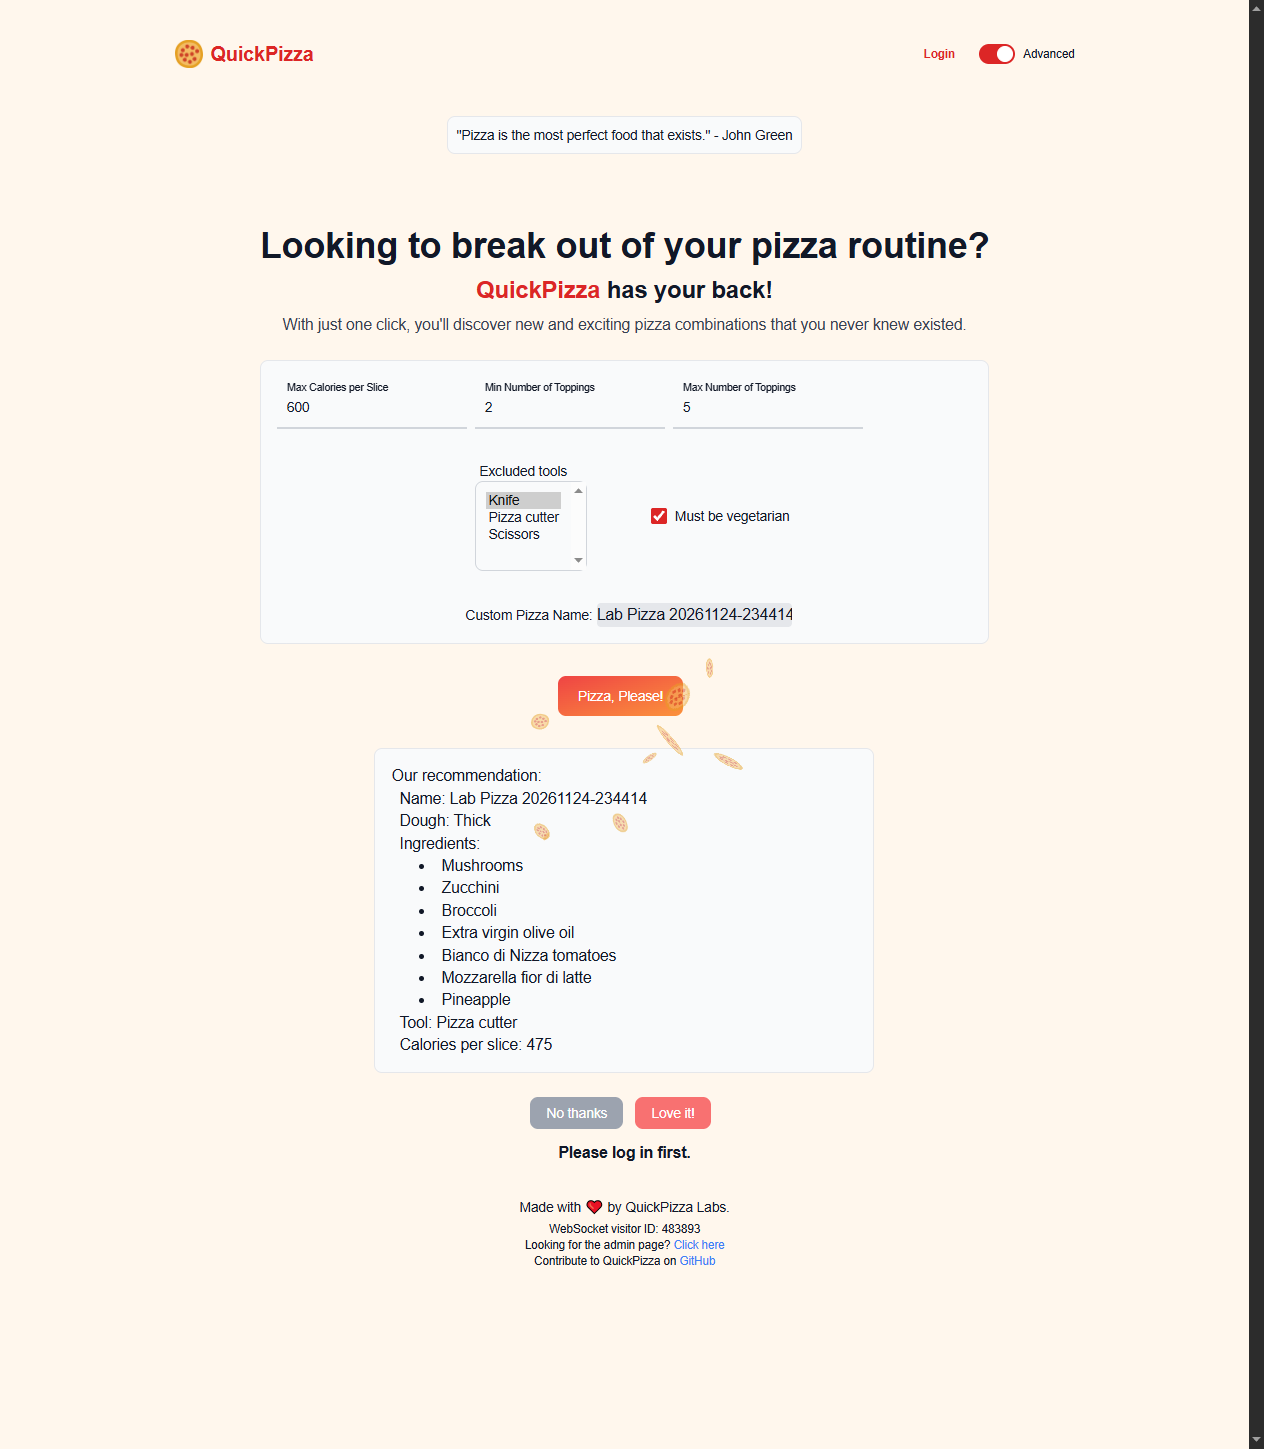 QuickPizza
Login
Advanced
"Pizza is the most perfect food that exists." - John Green
Looking to break out of your pizza routine?
QuickPizza has your back!
With just one click, you'll discover new and exciting pizza combinations that you never knew existed.
Max Calories per Slice
600
Min Number of Toppings
2
Max Number of Toppings
5
Excluded tools
Knife
Pizza cutter
Scissors
Must be vegetarian
Custom Pizza Name: Lab Pizza 20261124-234414
Pizza, Please!
Our recommendation:
Name: Lab Pizza 20261124-234414
Dough: Thick
Ingredients:
• Mushrooms
• Zucchini
• Broccoli
• Extra virgin olive oil
• Bianco di Nizza tomatoes
• Mozzarella fior di latte
• Pineapple
Tool: Pizza cutter
Calories per slice: 475
No thanks
Love it!
Please log in first.
Made with ❤️ by QuickPizza Labs.
WebSocket visitor ID: 483893
Looking for the admin page? Click here
Contribute to QuickPizza on GitHub